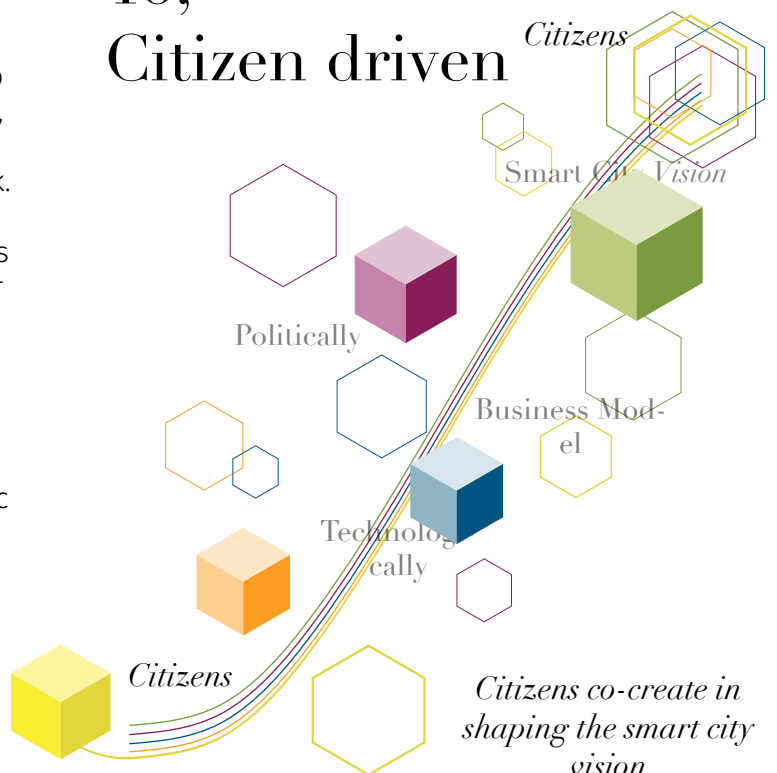 Citizen driven
Citizens
Smart City Vision
Politically
Business Mod-
el
Technologi-
cally
Citizens
Citizens co-create in
shaping the smart city
vision